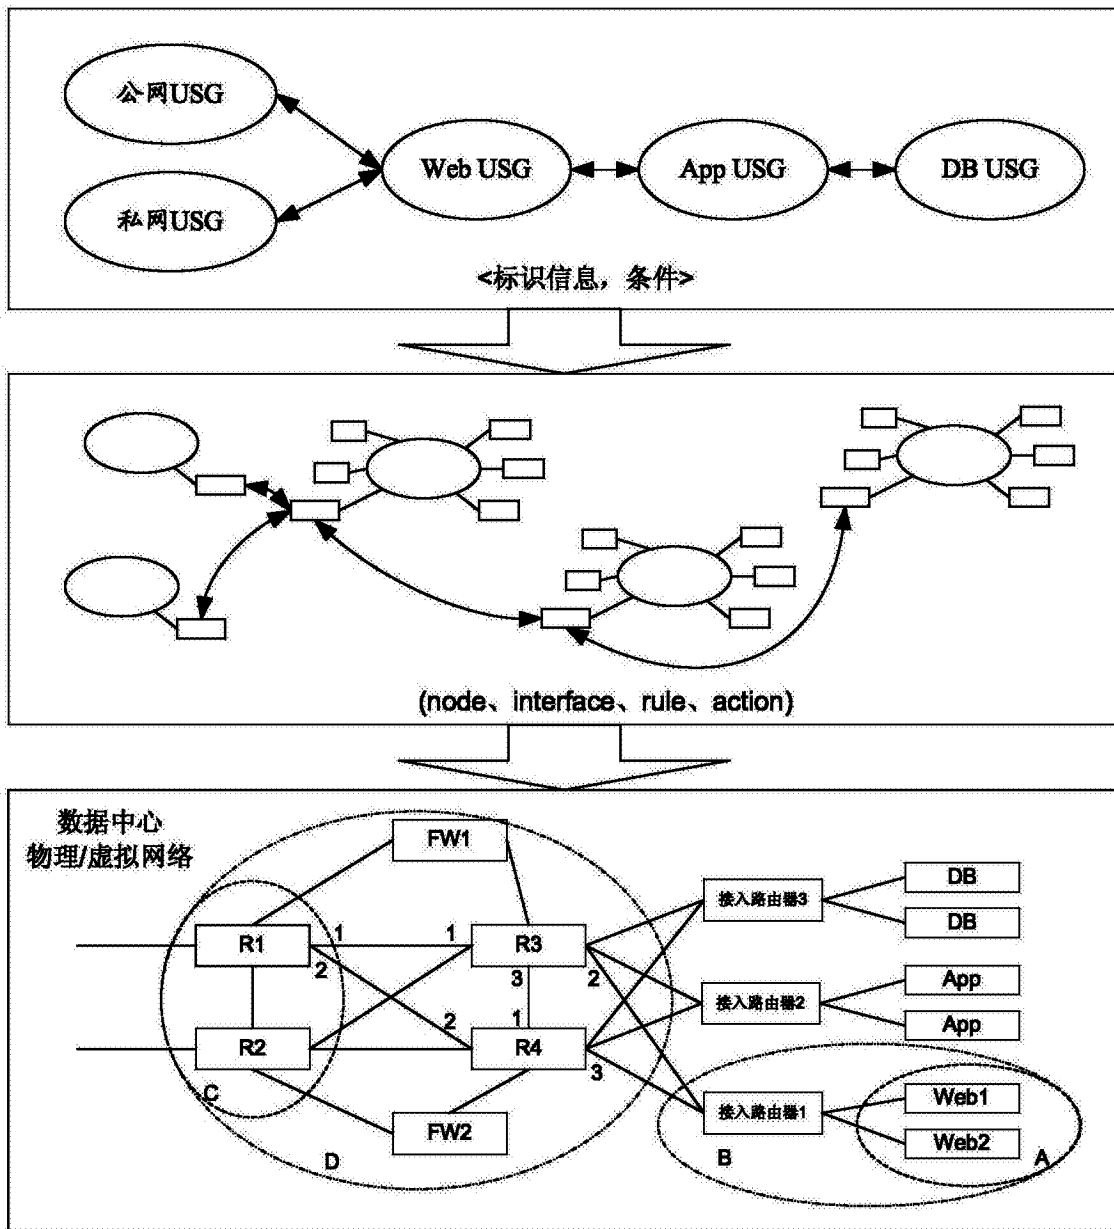 公网USG
私网USG
Web USG
App USG
DB USG
<标识信息，条件>
(node、interface、rule、action)
数据中心
物理/虚拟网络
FW1
R1
1
2
1
R3
3
2
R2
2
1
R4
3
FW2
C
D
接入路由器3
接入路由器2
接入路由器1
DB
DB
App
App
Web1
Web2
B
A